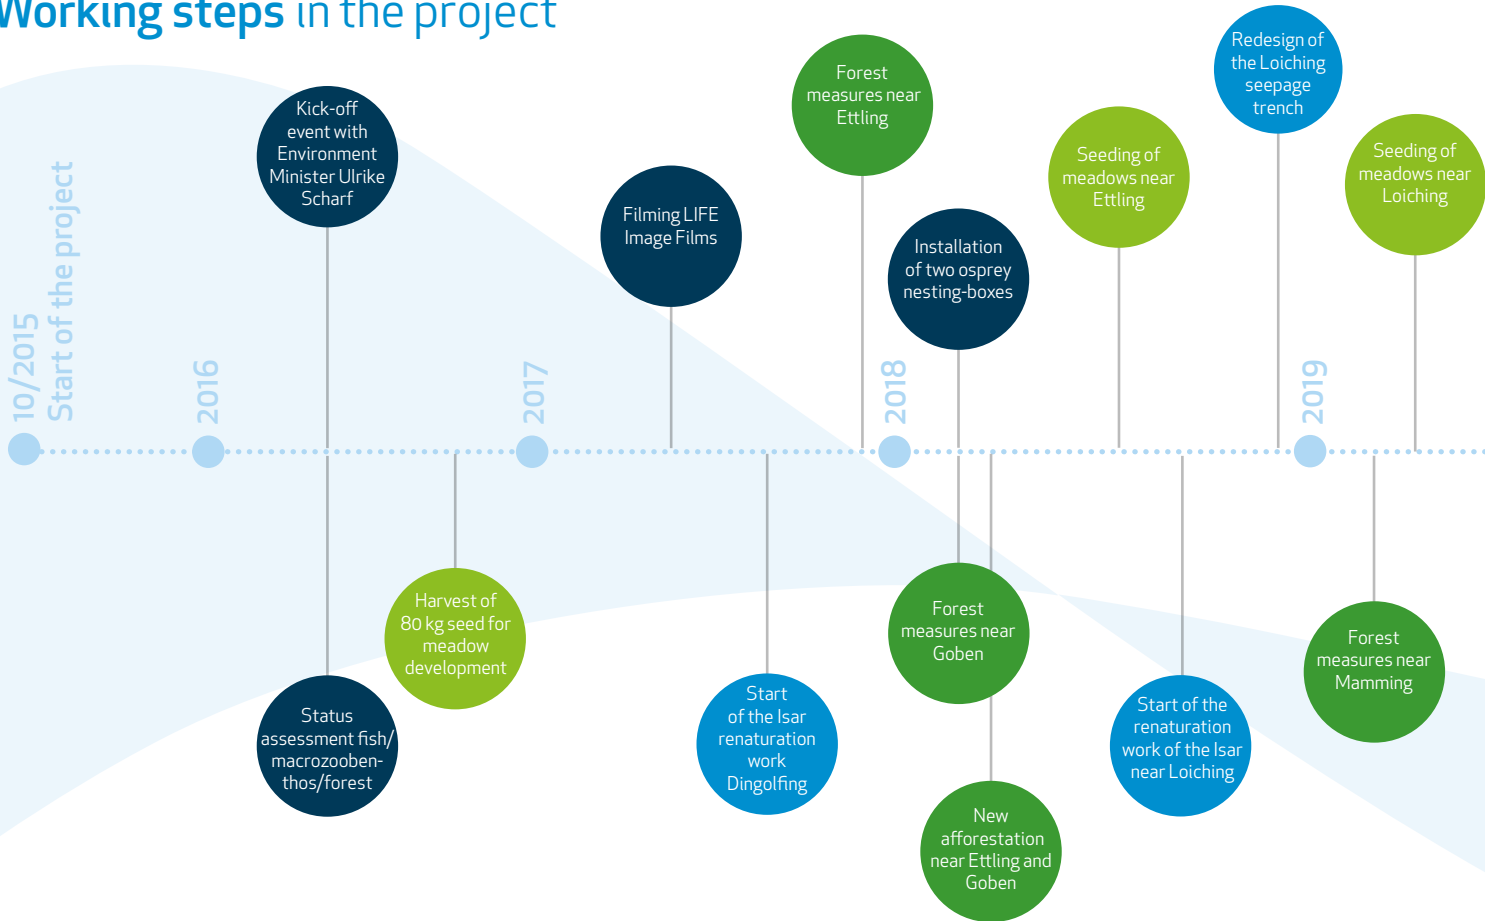 Working steps in the project
10/2015
Start of the project
2016
2017
2018
2019
Kick-off
event with
Environment
Minister Ulrike
Scharf
Status
assessment fish/
macrozooben-
thos/forest
Harvest of
80 kg seed for
meadow
development
Filming LIFE
Image Films
Start
of the Isar
renaturation
work
Dingolfing
Forest
measures near
Ettling
Installation
of two osprey
nesting-boxes
Forest
measures near
Goben
New
afforestation
near Ettling and
Goben
Seeding of
meadows near
Ettling
Start of the
renaturation
work of the Isar
near Loiching
Redesign of
the Loiching
seepage
trench
Forest
measures near
Mamming
Seeding of
meadows near
Loiching